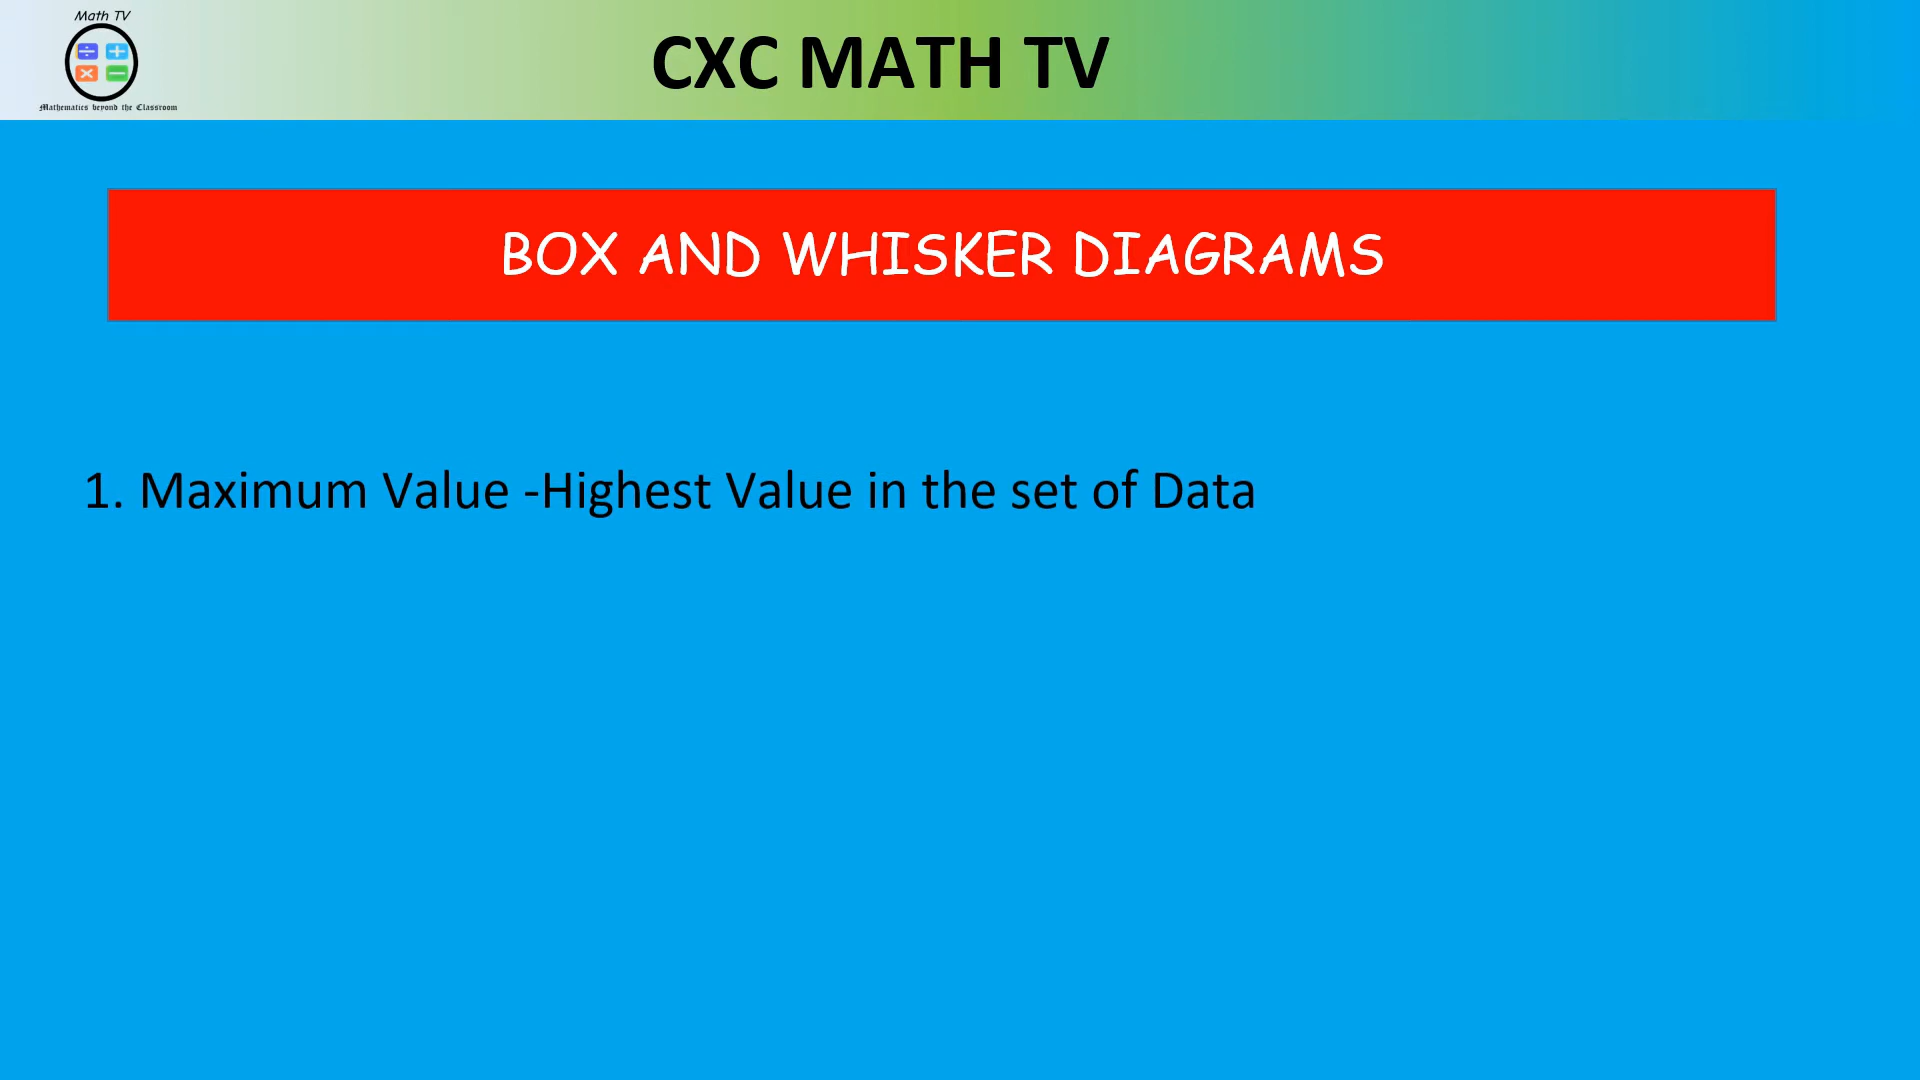 Math TV
Mathematics beyond the Classroom
CXC MATH TV
BOX AND WHISKER DIAGRAMS
1. Maximum Value -Highest Value in the set of Data